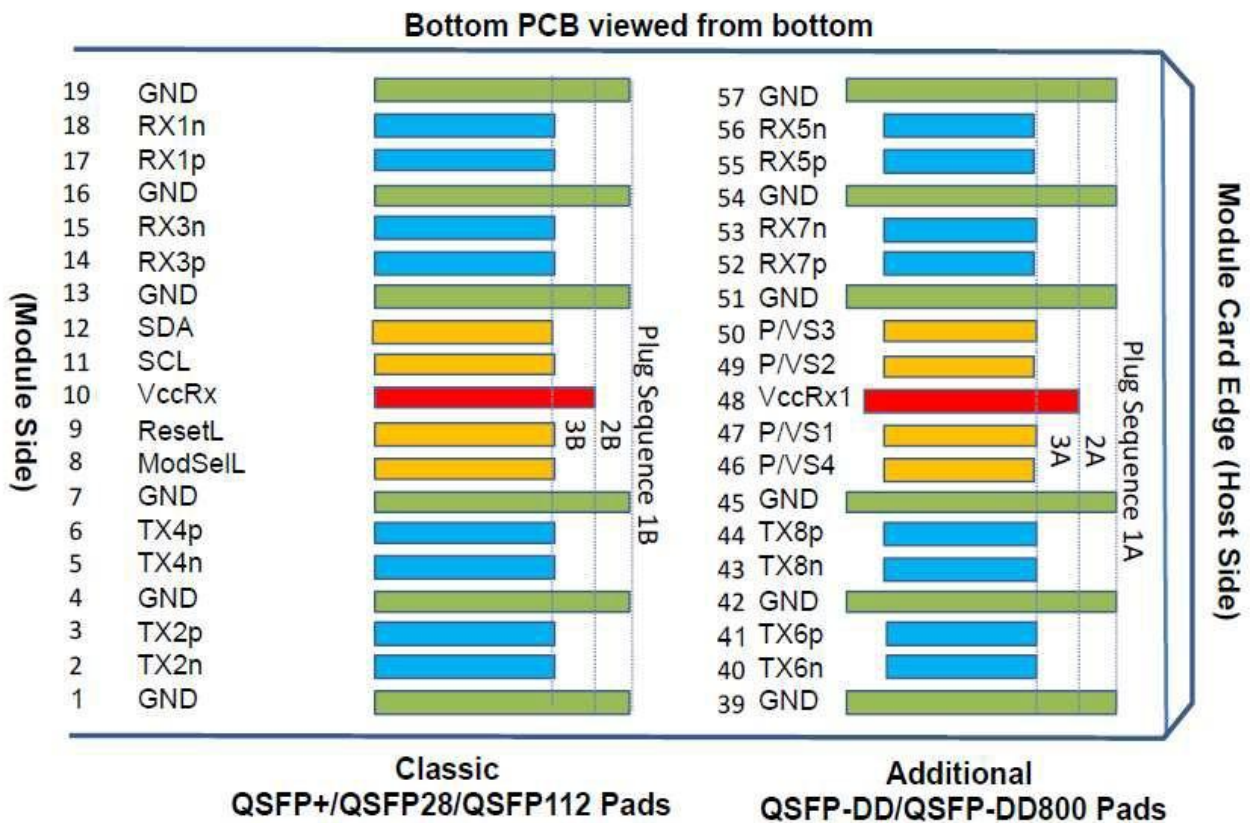 Bottom PCB viewed from bottom
19 GND 57 GND
18 RX1n 56 RX5n
17 RX1p 55 RX5p
16 GND 54 GND
15 RX3n 53 RX7n
14 RX3p 52 RX7p
13 GND 51 GND
12 SDA 50 P/VS3
11 SCL 49 P/VS2
10 VccRx 48 VccRx1
9 ResetL 47 P/VS1
8 ModSelL 46 P/VS4
7 GND 45 GND
6 TX4p 44 TX8p
5 TX4n 43 TX8n
4 GND 42 GND
3 TX2p 41 TX6p
2 TX2n 40 TX6n
1 GND 39 GND
(Module Side)
3B
2B
Plug Sequence 1B
3A
2A
Plug Sequence 1A
Module Card Edge (Host Side)
Classic
QSFP+/QSFP28/QSFP112 Pads
Additional
QSFP-DD/QSFP-DD800 Pads